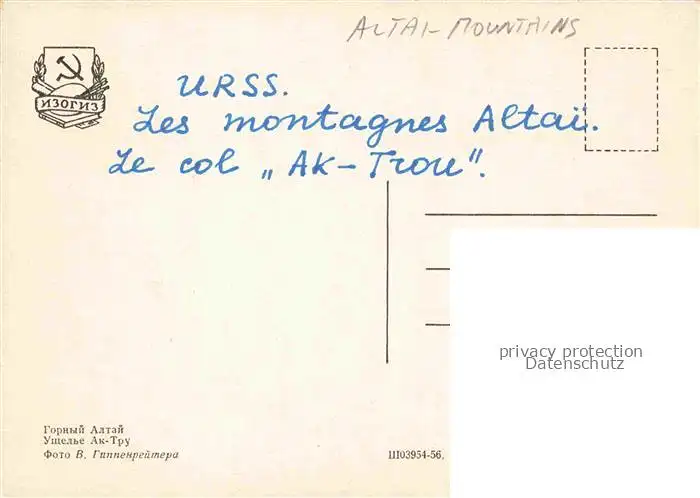 ALTAI-MOUNTAINS
ИЗОГИЗ
URSS.
Les montagnes Altaï.
Le col „Ak-Trou".
privacy protection
Datenschutz
Горный Алтай
Ущелье Ак-Тру
Фото В. Гиппенрейтера
Ш03954-56.